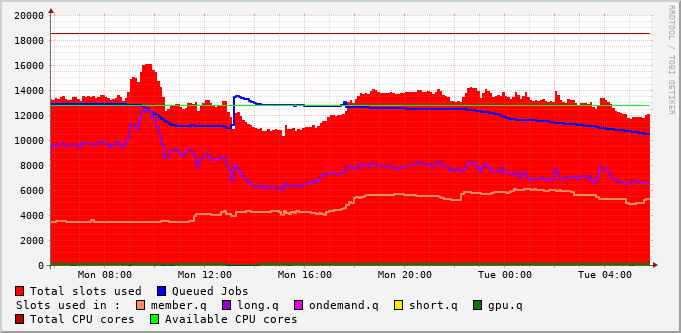 20000
18000
16000
14000
12000
10000
8000
6000
4000
2000
0
Mon 08:00 Mon 12:00 Mon 16:00 Mon 20:00 Tue 00:00 Tue 04:00
RRDTOOL / TOBI OETIKER
Total slots used Queued Jobs
Slots used in : member.q long.q ondemand.q short.q gpu.q
Total CPU cores Available CPU cores